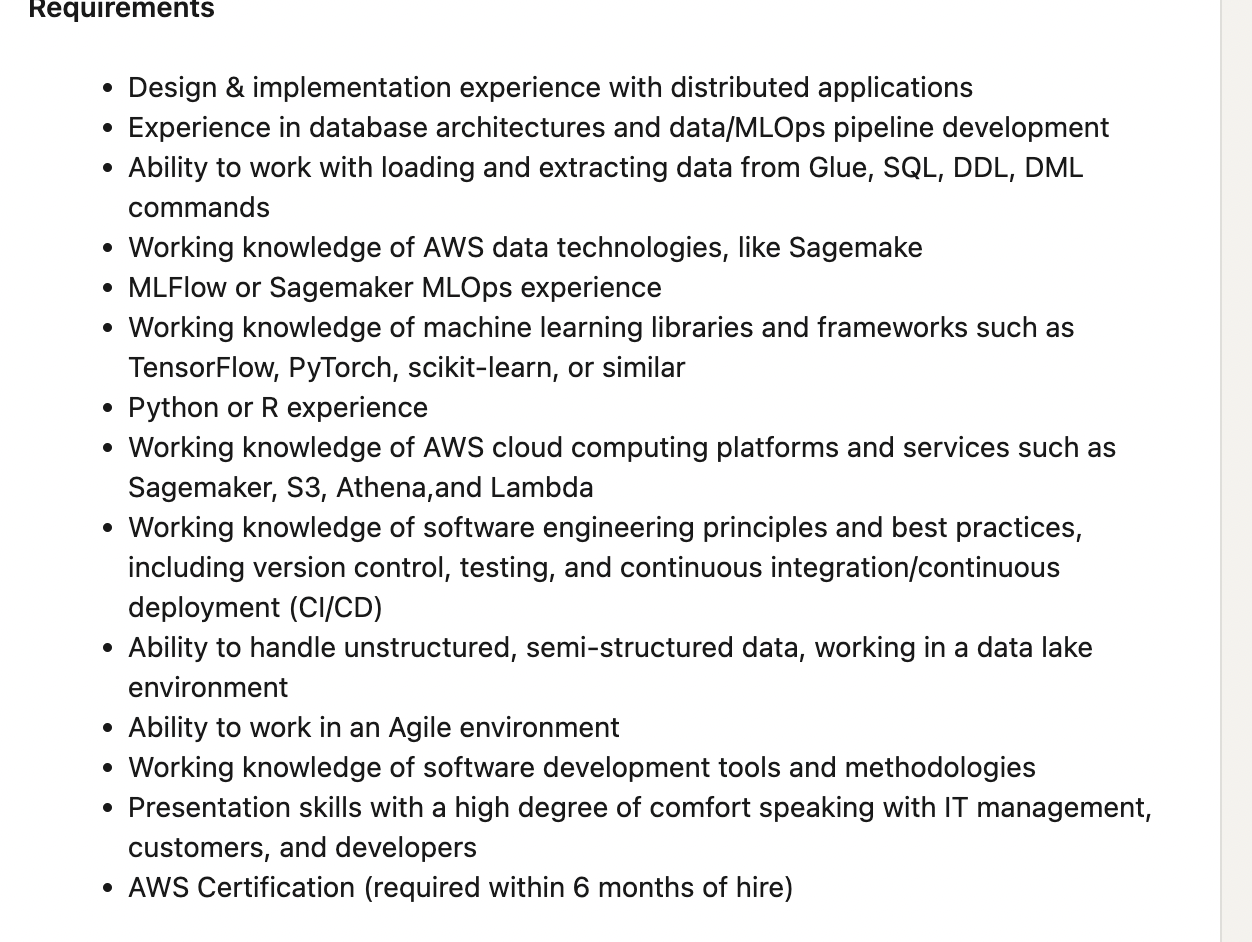 Requirements
• Design & implementation experience with distributed applications
• Experience in database architectures and data/MLOps pipeline development
• Ability to work with loading and extracting data from Glue, SQL, DDL, DML
commands
• Working knowledge of AWS data technologies, like Sagemake
• MLFlow or Sagemaker MLOps experience
• Working knowledge of machine learning libraries and frameworks such as
TensorFlow, PyTorch, scikit-learn, or similar
• Python or R experience
• Working knowledge of AWS cloud computing platforms and services such as
Sagemaker, S3, Athena,and Lambda
• Working knowledge of software engineering principles and best practices,
including version control, testing, and continuous integration/continuous
deployment (CI/CD)
• Ability to handle unstructured, semi-structured data, working in a data lake
environment
• Ability to work in an Agile environment
• Working knowledge of software development tools and methodologies
• Presentation skills with a high degree of comfort speaking with IT management,
customers, and developers
• AWS Certification (required within 6 months of hire)